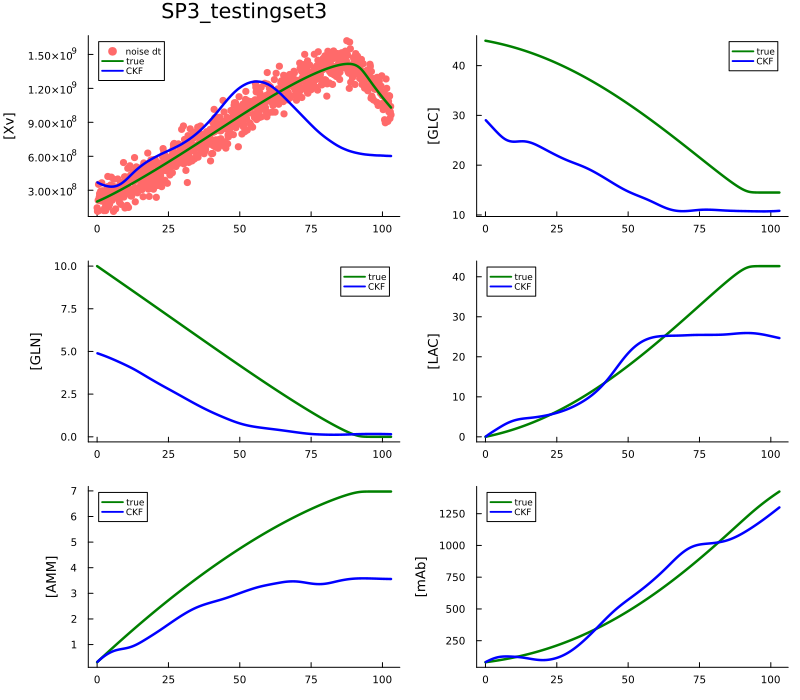 SP3_testingset3
[Xv]
1.50×10⁹
1.20×10⁹
9.00×10⁸
6.00×10⁸
3.00×10⁸
noise dt
true
CKF
0 25 50 75 100
[GLC]
40
30
20
10
true
CKF
0 25 50 75 100
[GLN]
10.0
7.5
5.0
2.5
0.0
true
CKF
0 25 50 75 100
[LAC]
40
30
20
10
0
true
CKF
0 25 50 75 100
[AMM]
7
6
5
4
3
2
1
true
CKF
0 25 50 75 100
[mAb]
1250
1000
750
500
250
true
CKF
0 25 50 75 100